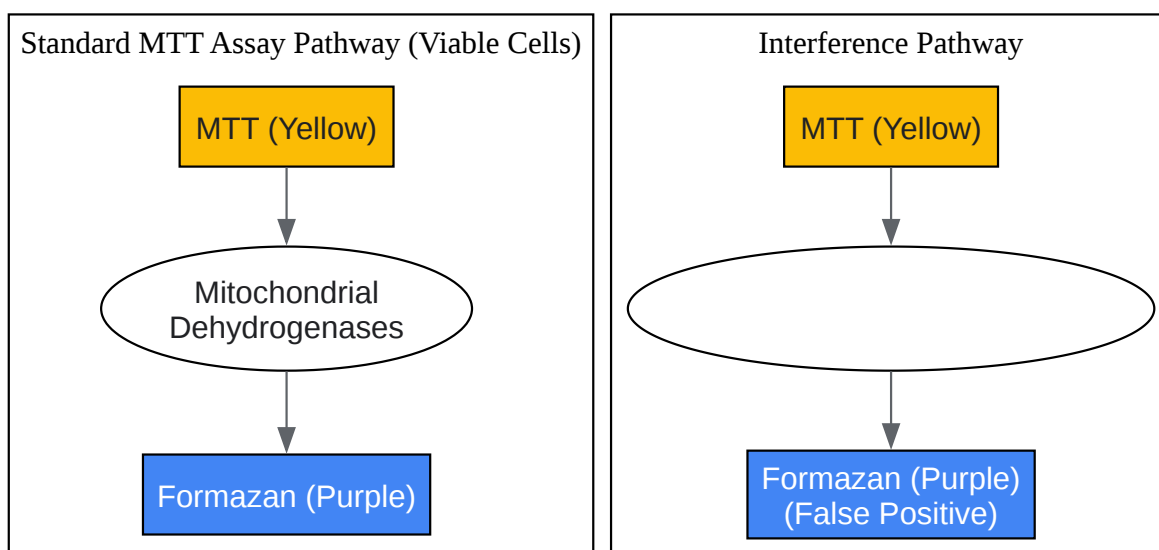 Standard MTT Assay Pathway (Viable Cells)
MTT (Yellow)
Mitochondrial
Dehydrogenases
Formazan (Purple)
Interference Pathway
MTT (Yellow)
Formazan (Purple)
(False Positive)